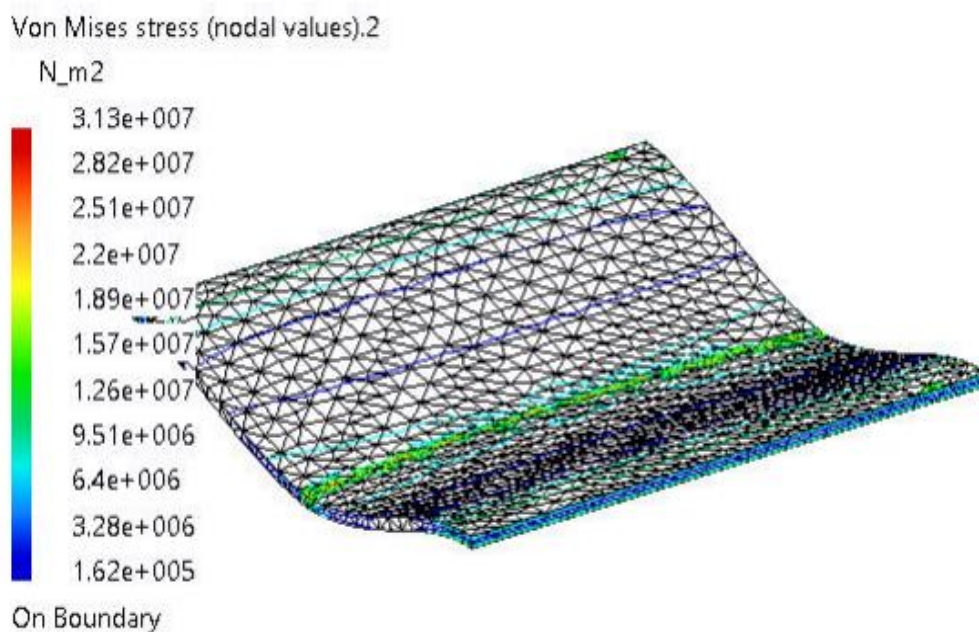 Von Mises stress (nodal values).2
N_m2
3.13e+007
2.82e+007
2.51e+007
2.2e+007
1.89e+007
1.57e+007
1.26e+007
9.51e+006
6.4e+006
3.28e+006
1.62e+005
On Boundary